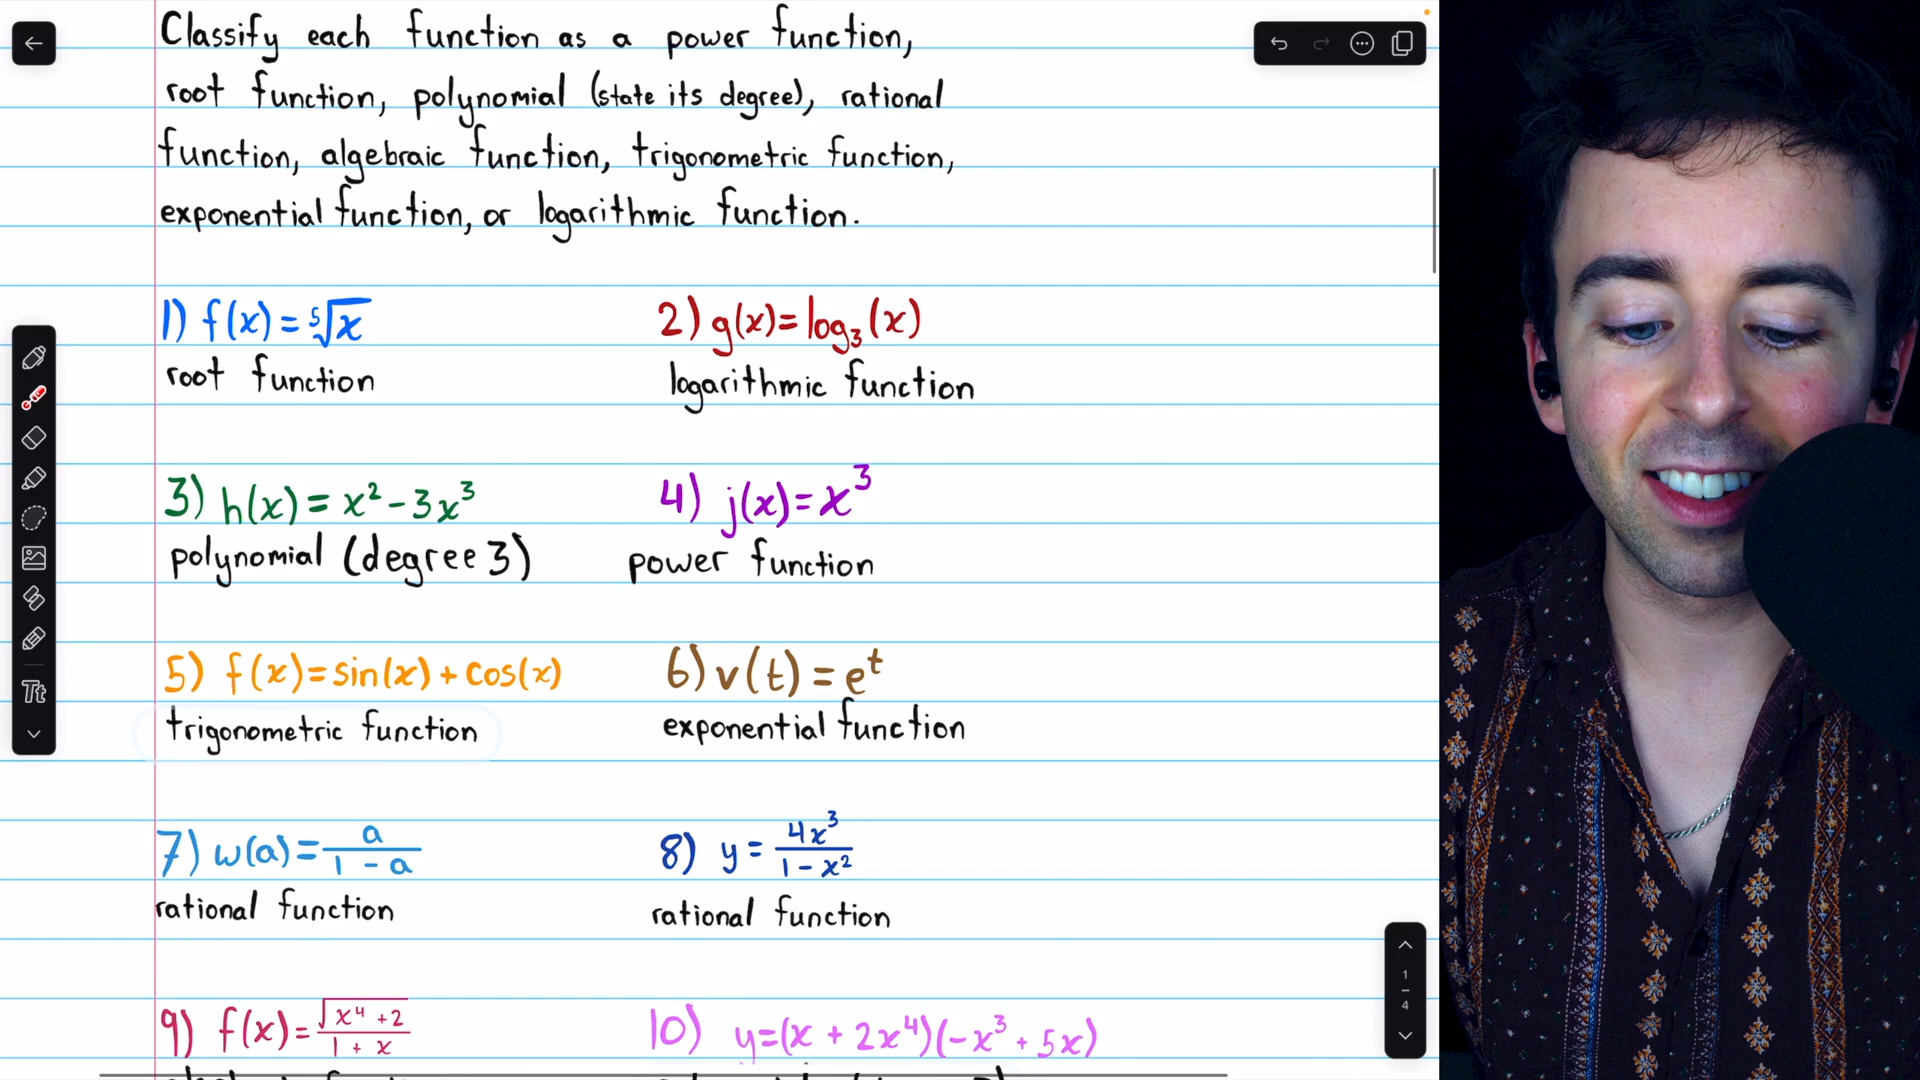 Classify each function as a power function,
root function, polynomial (state its degree), rational
function, algebraic function, trigonometric function,
exponential function, or logarithmic function.
1) f(x) = ⁵√x
2) g(x) = log₃(x)
root function
logarithmic function
3) h(x) = x² - 3x³
4) j(x) = x³
polynomial (degree 3)
power function
5) f(x) = sin(x) + cos(x)
6) v(t) = eᵗ
trigonometric function
exponential function
7) w(a) = a/(1 - a)
8) y = 4x³/(1 - x²)
rational function
rational function
9) f(x) = √(x⁴ + 2)/(1 + x)
10) y = (x + 2x⁴)(-x³ + 5x)
Tt
1
4